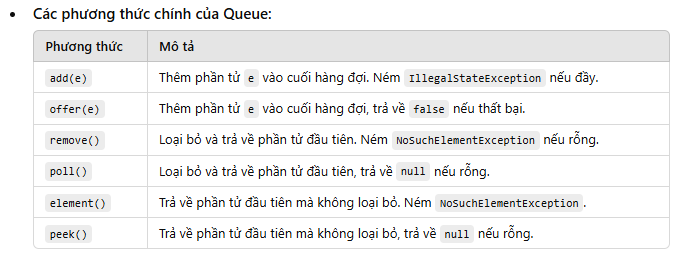 Các phương thức chính của Queue:
Phương thức Mô tả
add(e) Thêm phần tử e vào cuối hàng đợi. Ném IllegalStateException nếu đầy.
offer(e) Thêm phần tử e vào cuối hàng đợi, trả về false nếu thất bại.
remove() Loại bỏ và trả về phần tử đầu tiên. Ném NoSuchElementException nếu rỗng.
poll() Loại bỏ và trả về phần tử đầu tiên, trả về null nếu rỗng.
element() Trả về phần tử đầu tiên mà không loại bỏ. Ném NoSuchElementException.
peek() Trả về phần tử đầu tiên mà không loại bỏ, trả về null nếu rỗng.